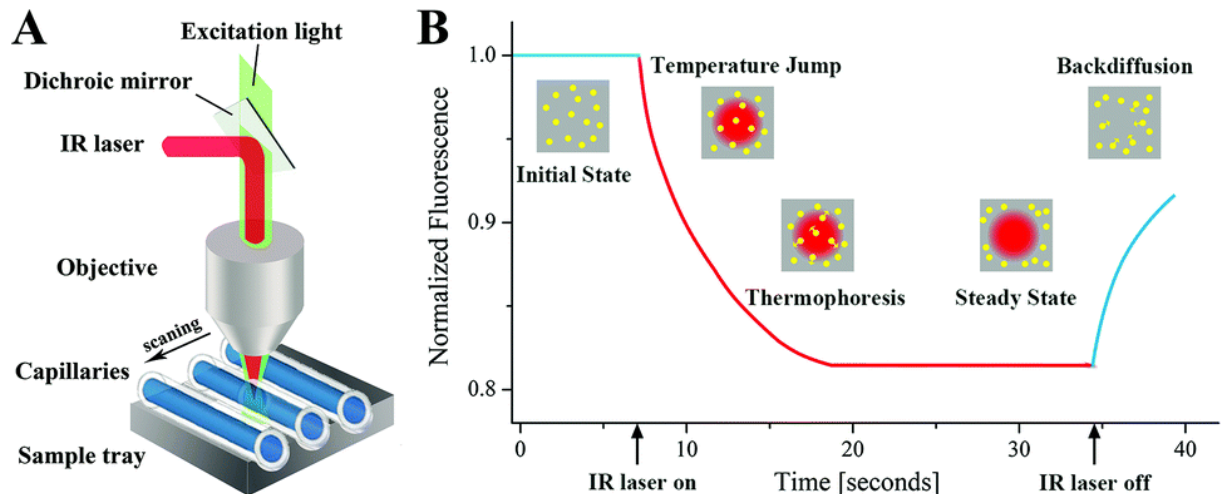 A
Excitation light
Dichroic mirror
IR laser
Objective
scaning
Capillaries
Sample tray
B
Normalized Fluorescence
1.0
0.9
0.8
Initial State
Temperature Jump
Thermophoresis
Steady State
Backdiffusion
0
10
20
30
40
IR laser on
Time [seconds]
IR laser off